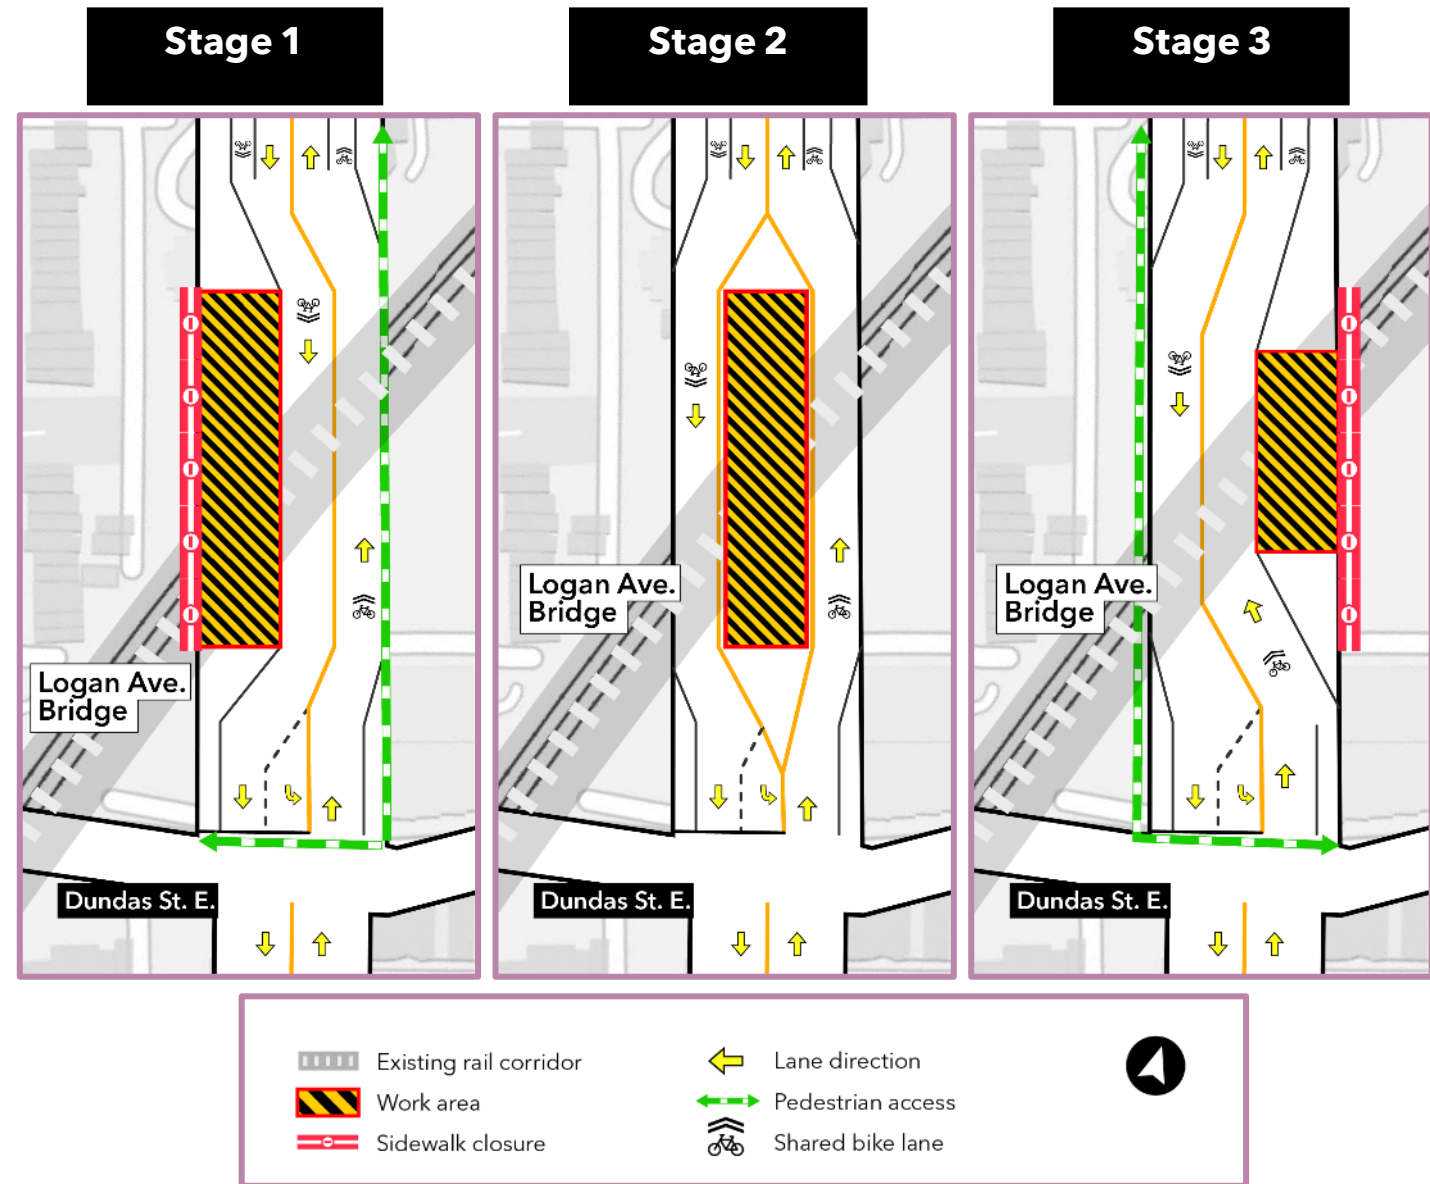 Stage 1
Stage 2
Stage 3
Logan Ave.
Bridge
Dundas St. E.
Logan Ave.
Bridge
Dundas St. E.
Logan Ave.
Bridge
Dundas St. E.
Existing rail corridor
Work area
Sidewalk closure
Lane direction
Pedestrian access
Shared bike lane